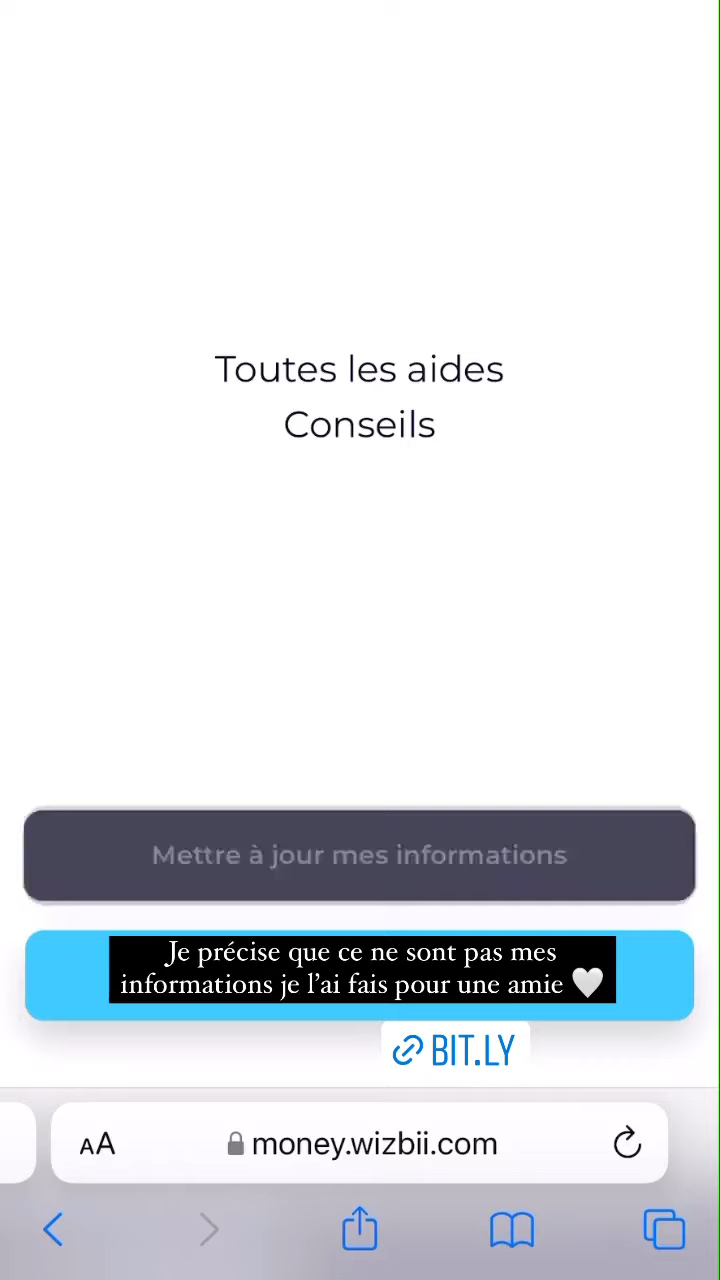 Toutes les aides
Conseils
Mettre à jour mes informations
Je précise que ce ne sont pas mes
informations je l’ai fais pour une amie 🤍
BIT.LY
AA
money.wizbii.com